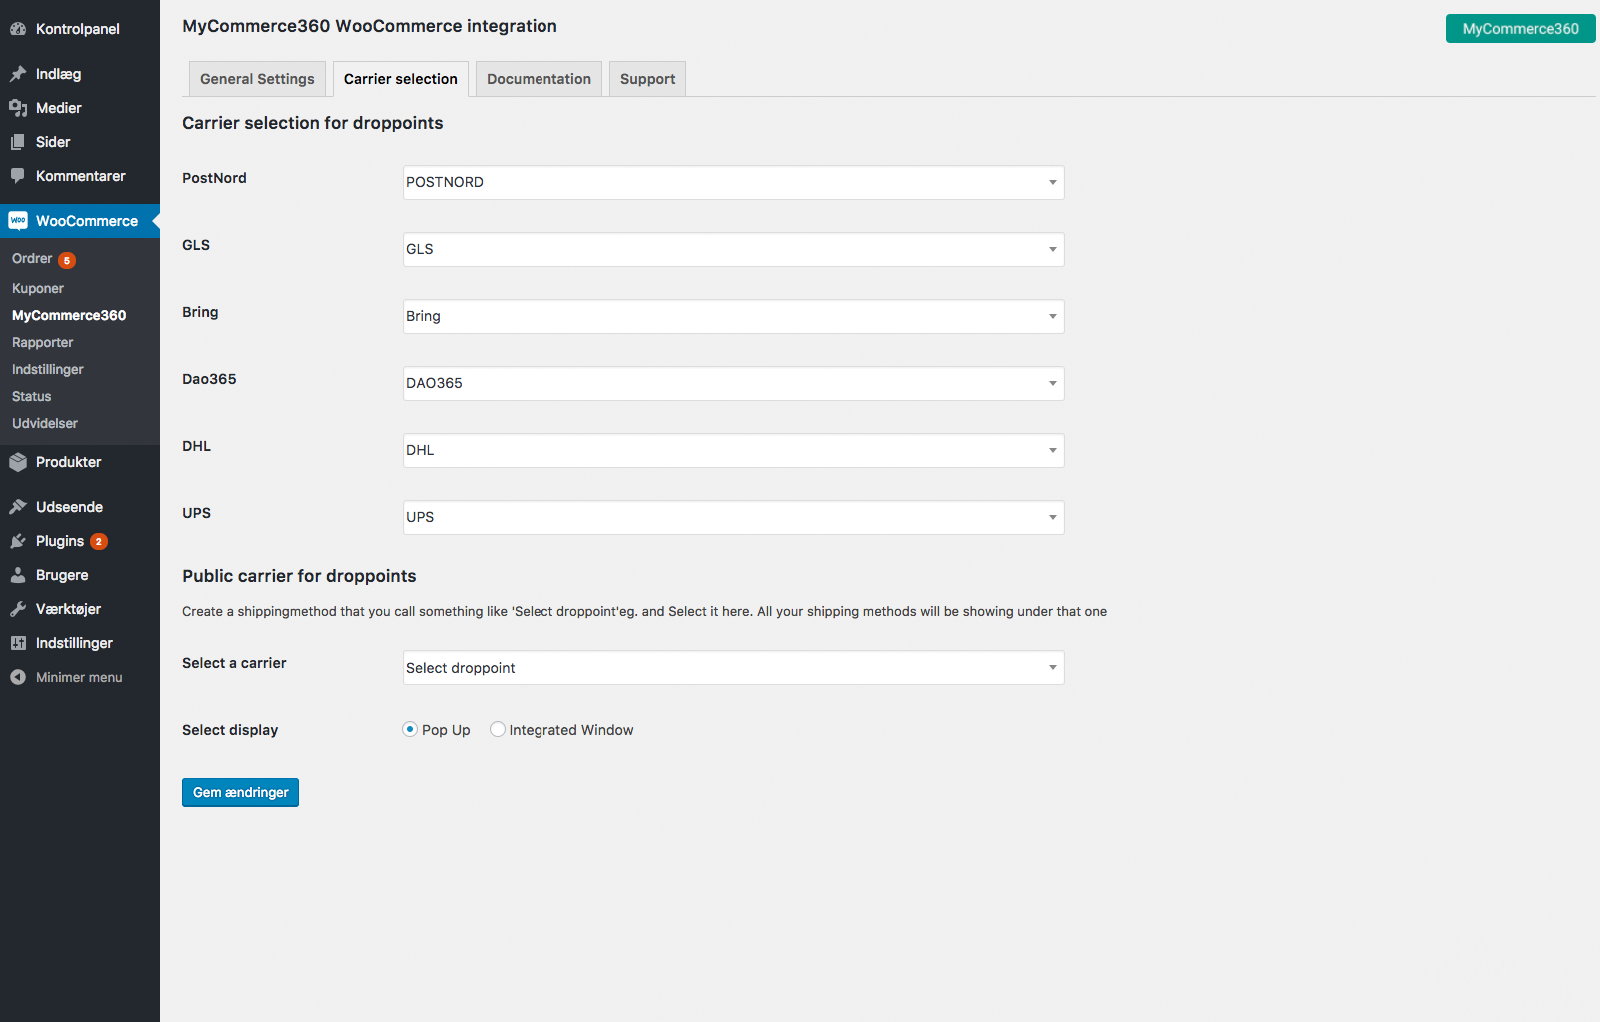 Kontrolpanel
Indlæg
Medier
Sider
Kommentarer
woo WooCommerce
Ordrer 5
Kuponer
MyCommerce360
Rapporter
Indstillinger
Status
Udvidelser
Produkter
Udseende
Plugins 2
Brugere
Værktøjer
Indstillinger
Minimer menu
MyCommerce360 WooCommerce integration
MyCommerce360
General Settings Carrier selection Documentation Support
Carrier selection for droppoints
PostNord POSTNORD
GLS GLS
Bring Bring
Dao365 DAO365
DHL DHL
UPS UPS
Public carrier for droppoints
Create a shippingmethod that you call something like 'Select droppoint'eg. and Select it here. All your shipping methods will be showing under that one
Select a carrier Select droppoint
Select display Pop Up Integrated Window
Gem ændringer